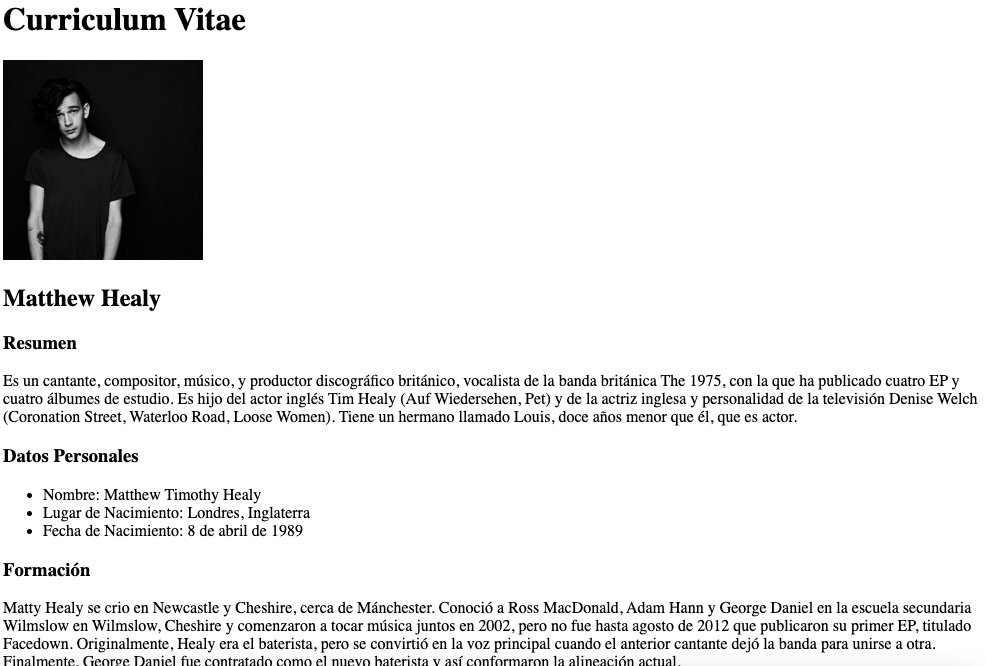 Curriculum Vitae
Matthew Healy
Resumen
Es un cantante, compositor, músico, y productor discográfico británico, vocalista de la banda británica The 1975, con la que ha publicado cuatro EP y
cuatro álbumes de estudio. Es hijo del actor inglés Tim Healy (Auf Wiedersehen, Pet) y de la actriz inglesa y personalidad de la televisión Denise Welch
(Coronation Street, Waterloo Road, Loose Women). Tiene un hermano llamado Louis, doce años menor que él, que es actor.
Datos Personales
• Nombre: Matthew Timothy Healy
• Lugar de Nacimiento: Londres, Inglaterra
• Fecha de Nacimiento: 8 de abril de 1989
Formación
Matty Healy se crio en Newcastle y Cheshire, cerca de Mánchester. Conoció a Ross MacDonald, Adam Hann y George Daniel en la escuela secundaria
Wilmslow en Wilmslow, Cheshire y comenzaron a tocar música juntos en 2002, pero no fue hasta agosto de 2012 que publicaron su primer EP, titulado
Facedown. Originalmente, Healy era el baterista, pero se convirtió en la voz principal cuando el anterior cantante dejó la banda para unirse a otra.
Finalmente, George Daniel fue contratado como el nuevo baterista y así conformaron la alineación actual.